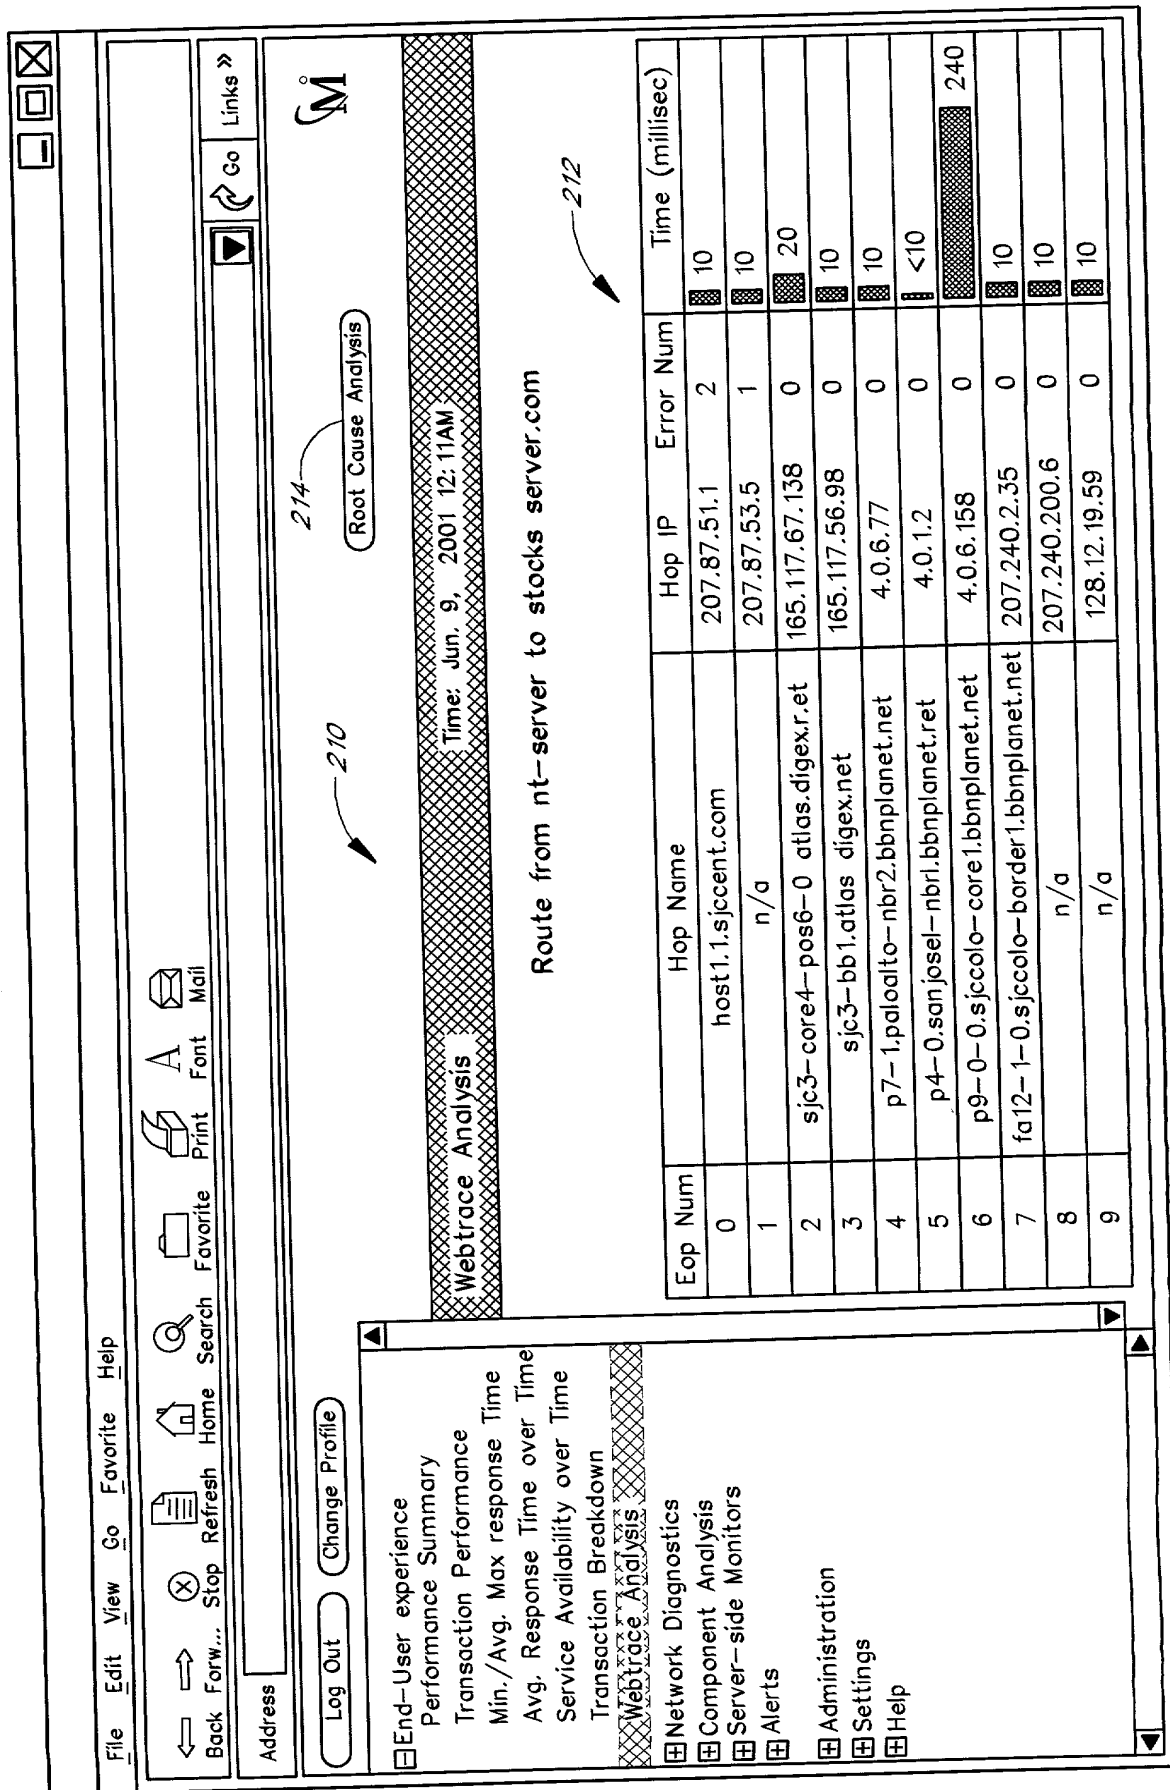 File Edit View Go Favorite Help
Back Forw... Stop Refresh Home Search Favorite Print Font Mail
Address Go Links »
Log Out Change Profile
M
End-User experience
Performance Summary
Transaction Performance
Min./Avg. Max response Time
Avg. Response Time over Time
Service Availability over Time
Transaction Breakdown
Webtrace Analysis
Network Diagnostics
Component Analysis
Server-side Monitors
Alerts
Administration
Settings
Help
210
214
Root Cause Analysis
Webtrace Analysis Time: Jun. 9, 2001 12:11AM
Route from nt-server to stocks server.com
212
Eop Num Hop Name Hop IP Error Num Time (millisec)
0 host1.1.sjccent.com 207.87.51.1 2 10
1 n/a 207.87.53.5 1 10
2 sjc3-core4-pos6-0 atlas.digex.r.et 165.117.67.138 0 20
3 sjc3-bb1.atlas digex.net 165.117.56.98 0 10
4 p7-1.paloalto-nbr2.bbnplanet.net 4.0.6.77 0 10
5 p4-0.sanjosel-nbrl.bbnplanet.ret 4.0.1.2 0 <10
6 p9-0-0.sjccolo-core1.bbnplanet.net 4.0.6.158 0 240
7 fa12-1-0.sjccolo-border1.bbnplanet.net 207.240.2.35 0 10
8 n/a 207.240.200.6 0 10
9 n/a 128.12.19.59 0 10